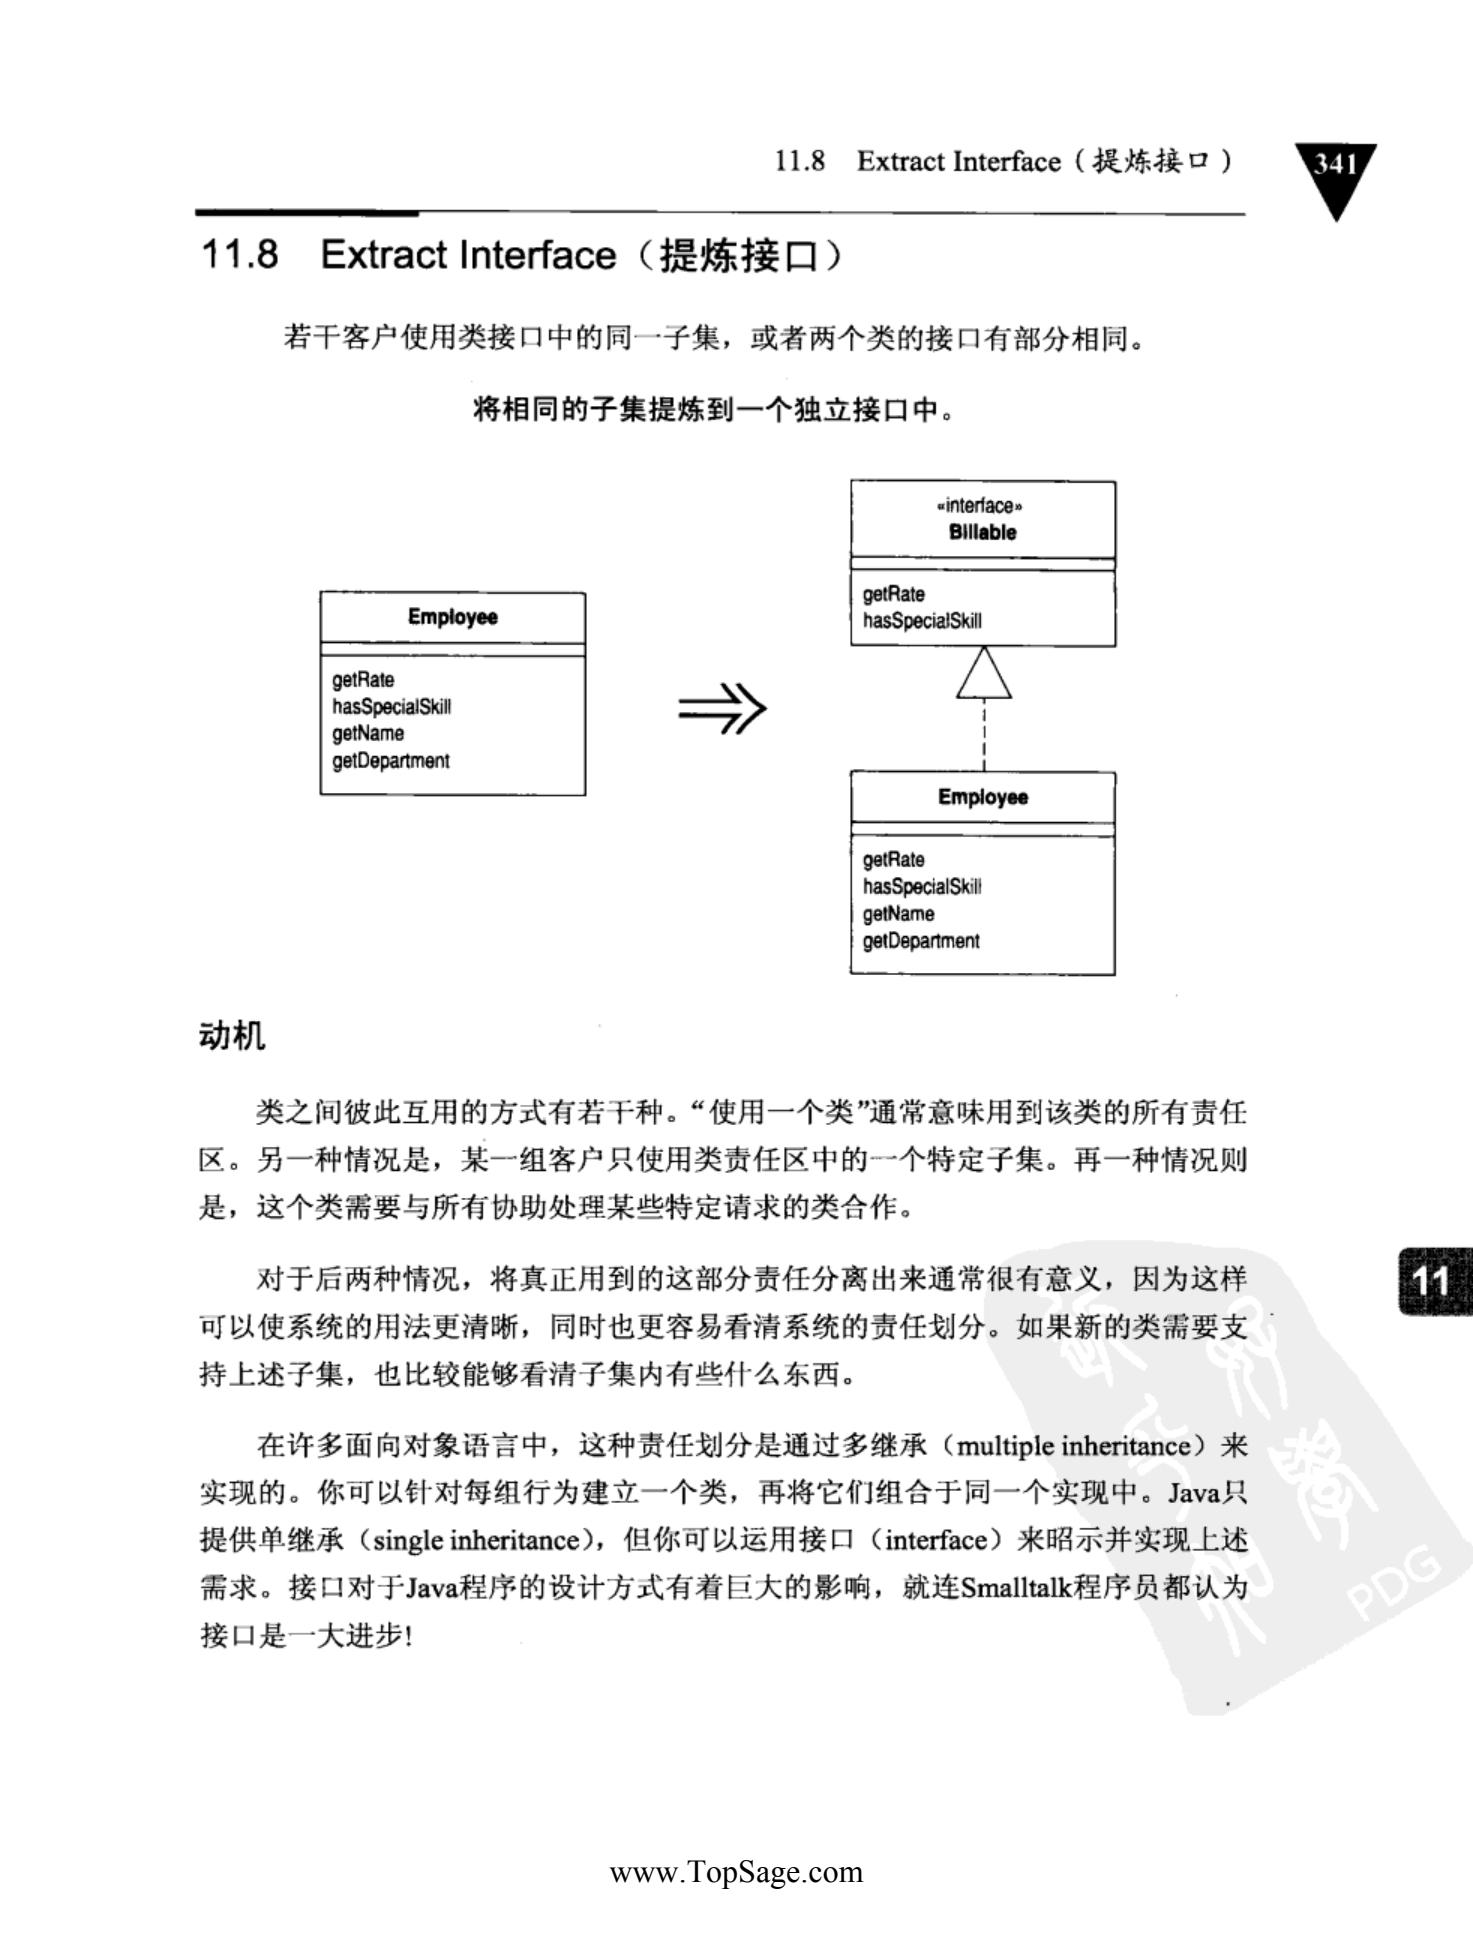 11.8 Extract Interface（提炼接口）
341
11.8 Extract Interface（提炼接口）
若干客户使用类接口中的同一子集，或者两个类的接口有部分相同。
将相同的子集提炼到一个独立接口中。
Employee
getRate
hasSpecialSkill
getName
getDepartment
«interface»
Billable
getRate
hasSpecialSkill
Employee
getRate
hasSpecialSkill
getName
getDepartment
动机
类之间彼此互用的方式有若干种。“使用一个类”通常意味用到该类的所有责任
区。另一种情况是，某一组客户只使用类责任区中的一个特定子集。再一种情况则
是，这个类需要与所有协助处理某些特定请求的类合作。
对于后两种情况，将真正用到的这部分责任分离出来通常很有意义，因为这样
可以使系统的用法更清晰，同时也更容易看清系统的责任划分。如果新的类需要支
持上述子集，也比较能够看清子集内有些什么东西。
11
在许多面向对象语言中，这种责任划分是通过多继承（multiple inheritance）来
实现的。你可以针对每组行为建立一个类，再将它们组合于同一个实现中。Java只
提供单继承（single inheritance），但你可以运用接口（interface）来昭示并实现上述
需求。接口对于Java程序的设计方式有着巨大的影响，就连Smalltalk程序员都认为
接口是一大进步!
PDG
www.TopSage.com